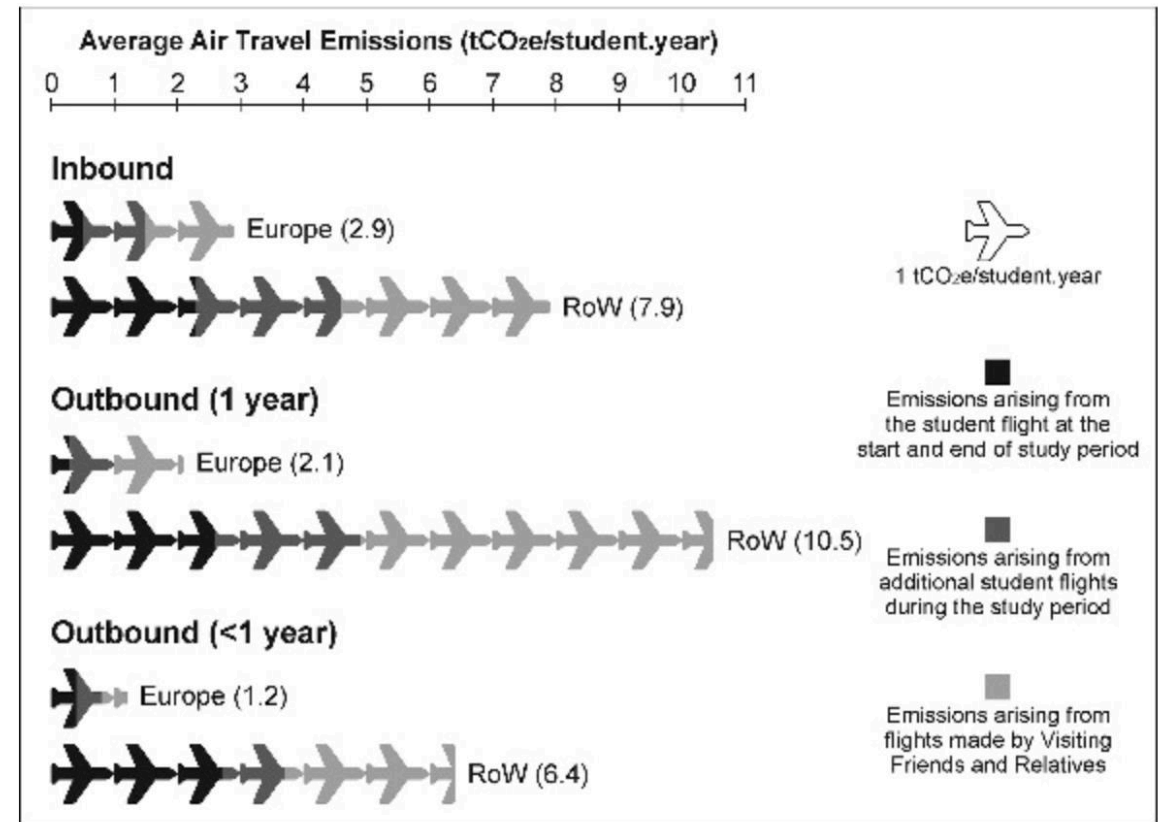 Average Air Travel Emissions (tCO₂e/student.year)
0 1 2 3 4 5 6 7 8 9 10 11
Inbound
Europe (2.9)
RoW (7.9)
Outbound (1 year)
Europe (2.1)
RoW (10.5)
Outbound (<1 year)
Europe (1.2)
RoW (6.4)
1 tCO₂e/student.year
Emissions arising from
the student flight at the
start and end of study period
Emissions arising from
additional student flights
during the study period
Emissions arising from
flights made by Visiting
Friends and Relatives